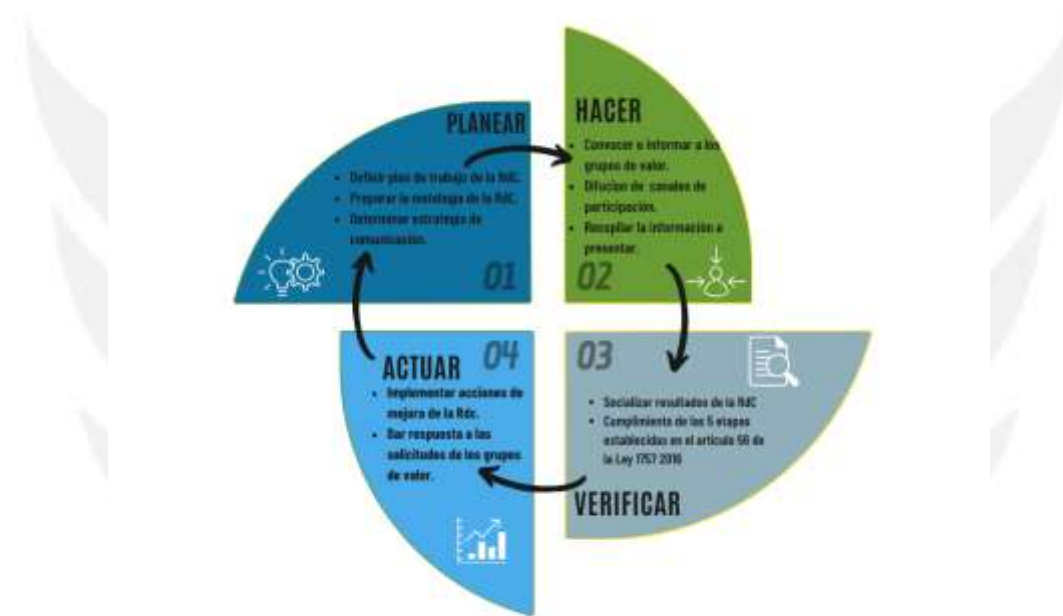 PLANEAR
• Definir plan de trabajo de la RdC.
• Preparar la metologia de la RdC.
• Determinar estrategia de
comunicación.
01
HACER
• Convocar e informar a los
grupos de valor.
• Difucion de canales de
participación.
• Recopilar la información a
presentar.
02
03
• Socializar resultados de la RdC
• Cumplimiento de las 5 etapas
establecidas en el artículo 56 de
la Ley 1757 2016
VERIFICAR
ACTUAR
04
• Implementar acciones de
mejora de la Rdc.
• Dar respuesta a las
solicitudes de los grupos
de valor.